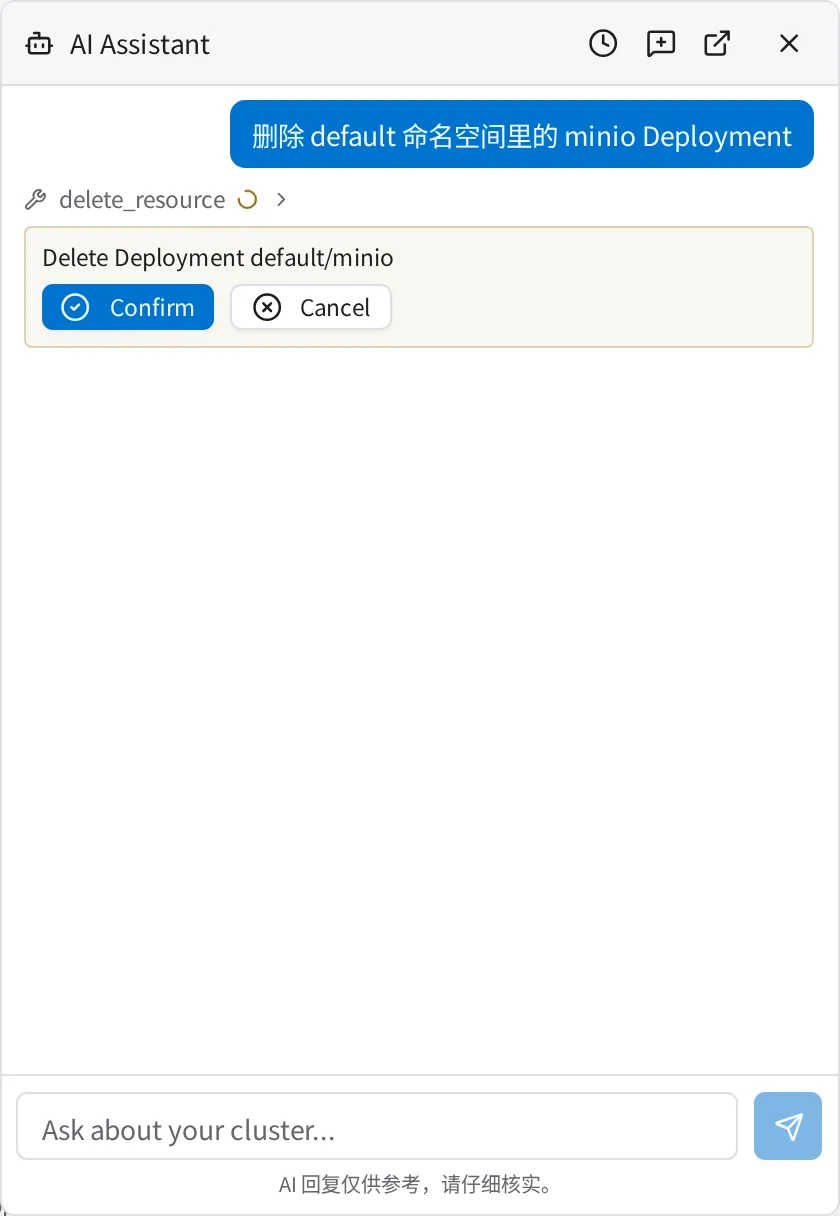 AI Assistant
删除 default 命名空间里的 minio Deployment
delete_resource
Delete Deployment default/minio
Confirm
Cancel
Ask about your cluster...
AI 回复仅供参考，请仔细核实。